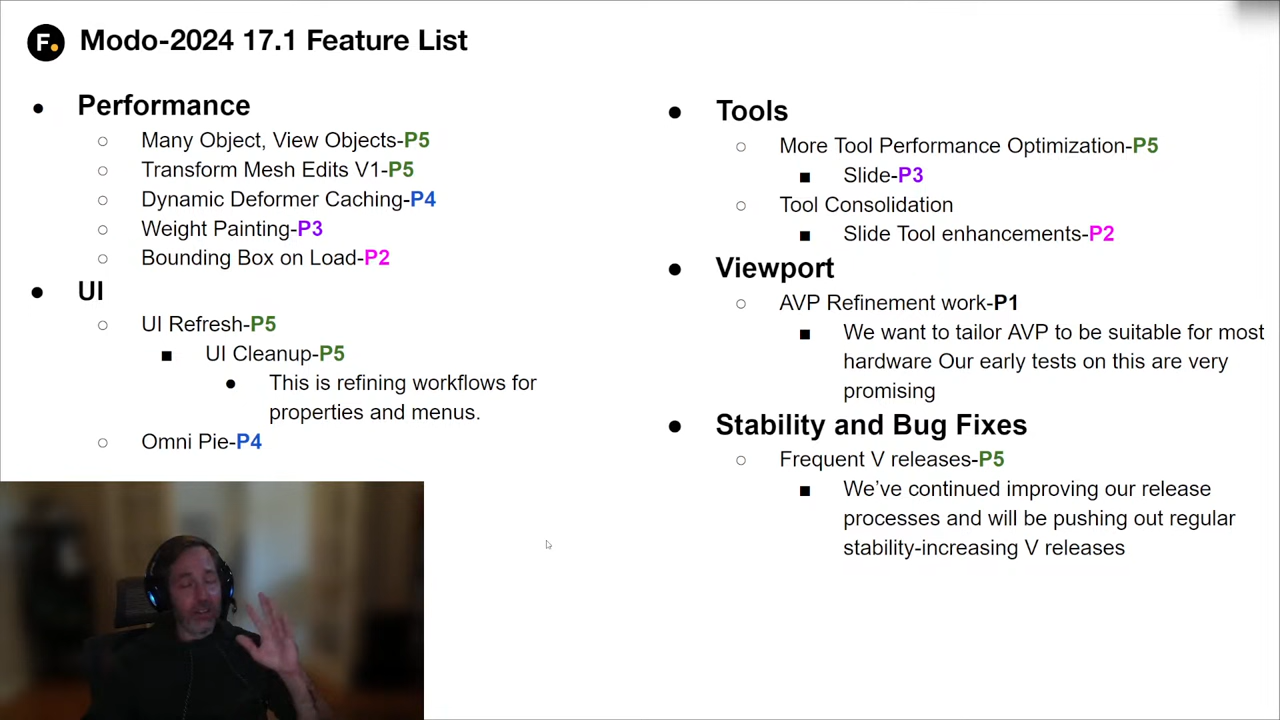 F.
Modo-2024 17.1 Feature List
● Performance
○ Many Object, View Objects-P5
○ Transform Mesh Edits V1-P5
○ Dynamic Deformer Caching-P4
○ Weight Painting-P3
○ Bounding Box on Load-P2
● UI
○ UI Refresh-P5
■ UI Cleanup-P5
● This is refining workflows for
properties and menus.
○ Omni Pie-P4
● Tools
○ More Tool Performance Optimization-P5
■ Slide-P3
○ Tool Consolidation
■ Slide Tool enhancements-P2
● Viewport
○ AVP Refinement work-P1
■ We want to tailor AVP to be suitable for most
hardware Our early tests on this are very
promising
● Stability and Bug Fixes
○ Frequent V releases-P5
■ We've continued improving our release
processes and will be pushing out regular
stability-increasing V releases